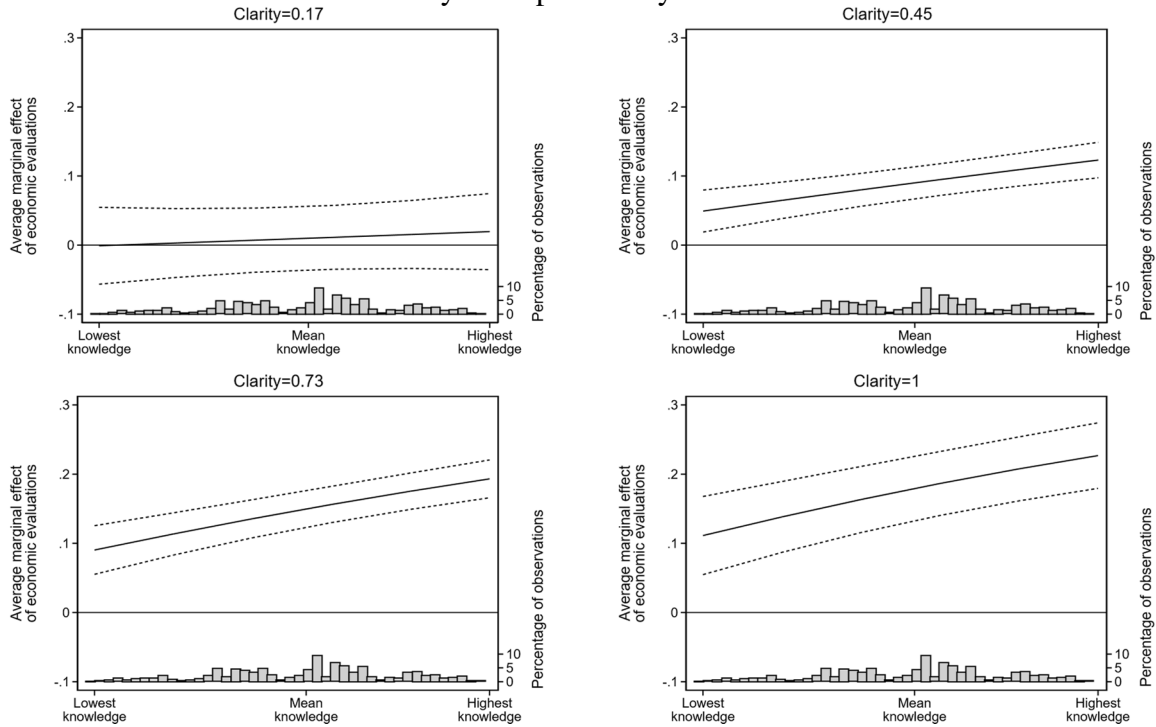 Clarity=0.17
.3
.2
.1
0
-.1
Average marginal effect
of economic evaluations
10
5
0
Percentage of observations
Lowest
knowledge
Mean
knowledge
Highest
knowledge
Clarity=0.45
.3
.2
.1
0
-.1
Average marginal effect
of economic evaluations
10
5
0
Percentage of observations
Lowest
knowledge
Mean
knowledge
Highest
knowledge
Clarity=0.73
.3
.2
.1
0
-.1
Average marginal effect
of economic evaluations
10
5
0
Percentage of observations
Lowest
knowledge
Mean
knowledge
Highest
knowledge
Clarity=1
.3
.2
.1
0
-.1
Average marginal effect
of economic evaluations
10
5
0
Percentage of observations
Lowest
knowledge
Mean
knowledge
Highest
knowledge